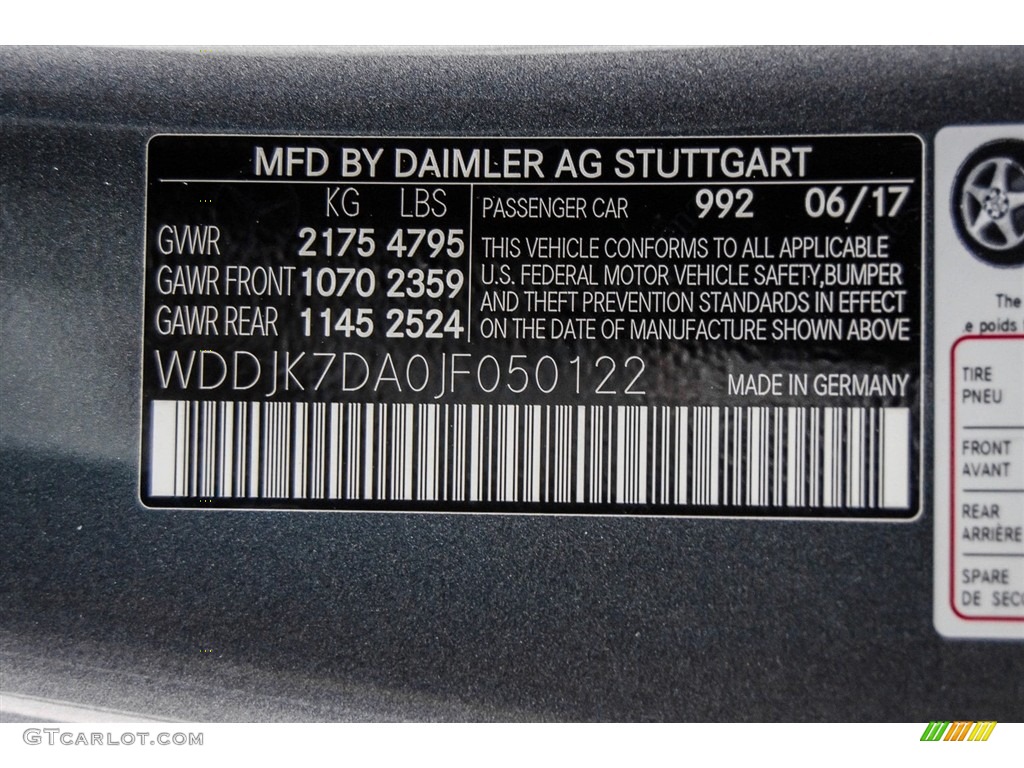 MFD BY DAIMLER AG STUTTGART
KG LBS
GVWR 2175 4795
GAWR FRONT 1070 2359
GAWR REAR 1145 2524
PASSENGER CAR 992 06/17
THIS VEHICLE CONFORMS TO ALL APPLICABLE
U.S. FEDERAL MOTOR VEHICLE SAFETY,BUMPER
AND THEFT PREVENTION STANDARDS IN EFFECT
ON THE DATE OF MANUFACTURE SHOWN ABOVE
WDDJK7DA0JF050122
MADE IN GERMANY
The
e poids
TIRE
PNEU
FRONT
AVANT
REAR
ARRIÈRE
SPARE
DE SECO
GTCARLOT.COM